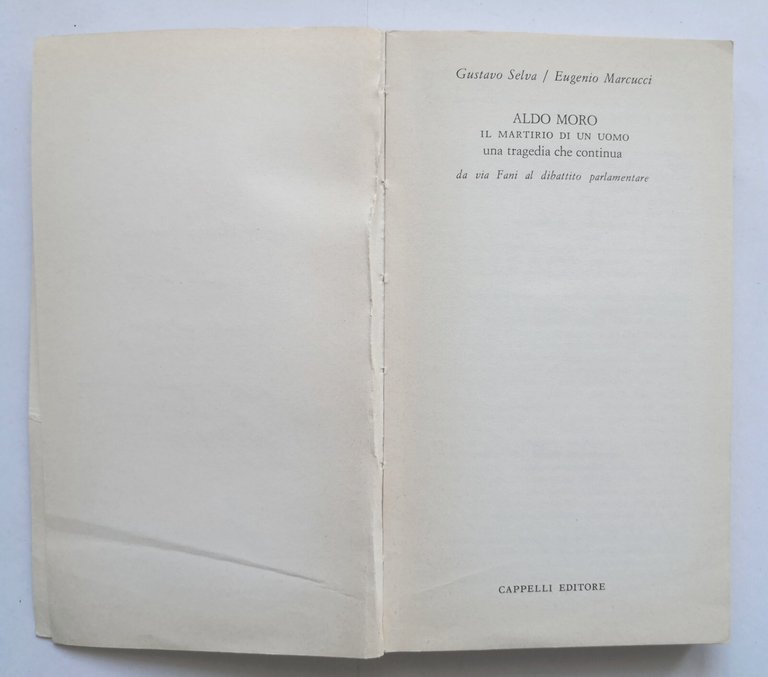 Gustavo Selva / Eugenio Marcucci
ALDO MORO
IL MARTIRIO DI UN UOMO
una tragedia che continua
da via Fani al dibattito parlamentare
CAPPELLI EDITORE